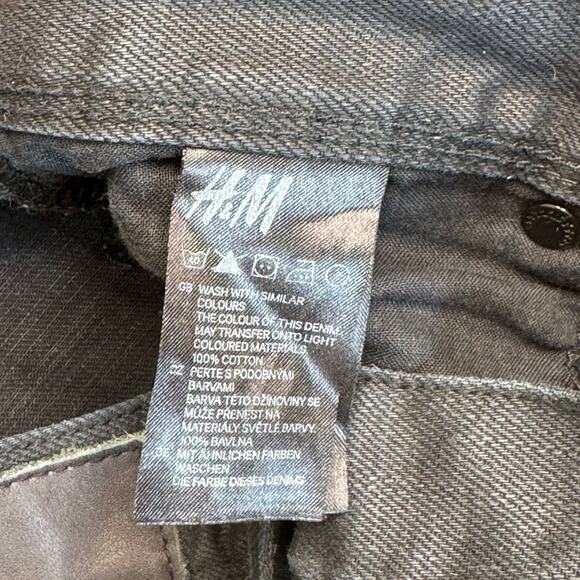 H&M
GB WASH WITH SIMILAR
COLOURS
THE COLOUR OF THIS DENIM
MAY TRANSFER ONTO LIGHT
COLOURED MATERIALS
100% COTTON
CZ PERTE S PODOBNÝMI
BARVAMI
BARVA TÉTO DŽÍNOVINY SE
MŮŽE PŘENÉST NA
MATERIÁLY SVĚTLÉ BARVY.
100% BAVLNA
DE MIT ÄHNLICHEN FARBEN
WASCHEN
DIE FARBE DIESES DENIMS